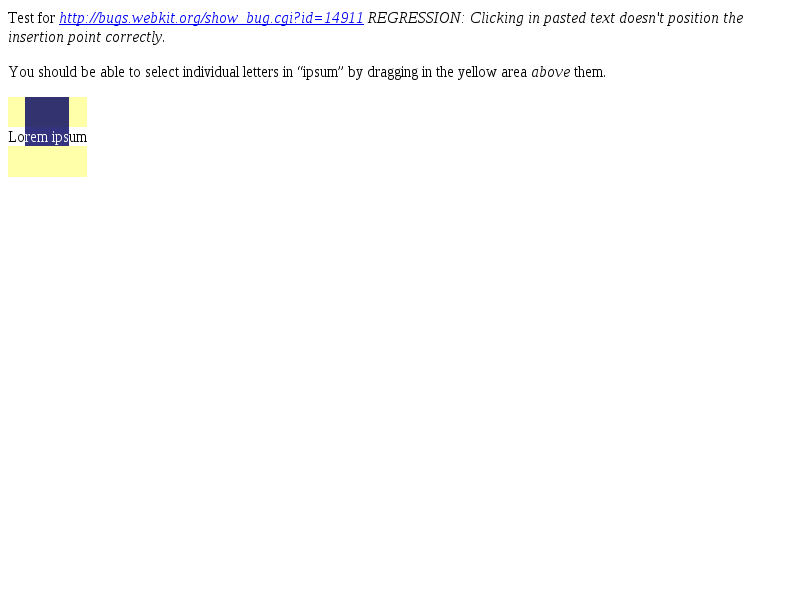 Test for http://bugs.webkit.org/show_bug.cgi?id=14911 REGRESSION: Clicking in pasted text doesn't position the
insertion point correctly.
You should be able to select individual letters in “ipsum” by dragging in the yellow area above them.
Lorem ipsum